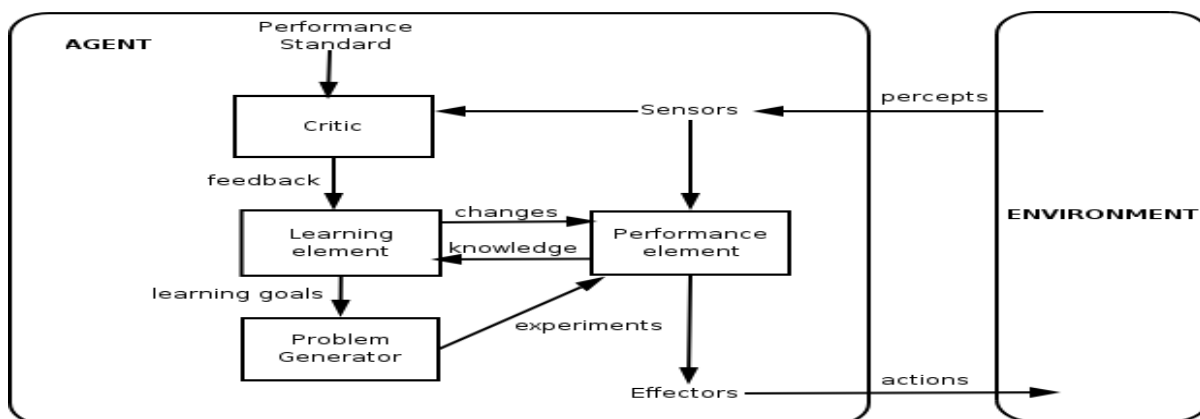 Performance
Standard
AGENT
percepts
Sensors
Critic
feedback
changes
ENVIRONMENT
Learning
element
Performance
element
knowledge
learning goals
experiments
Problem
Generator
Effectors
actions